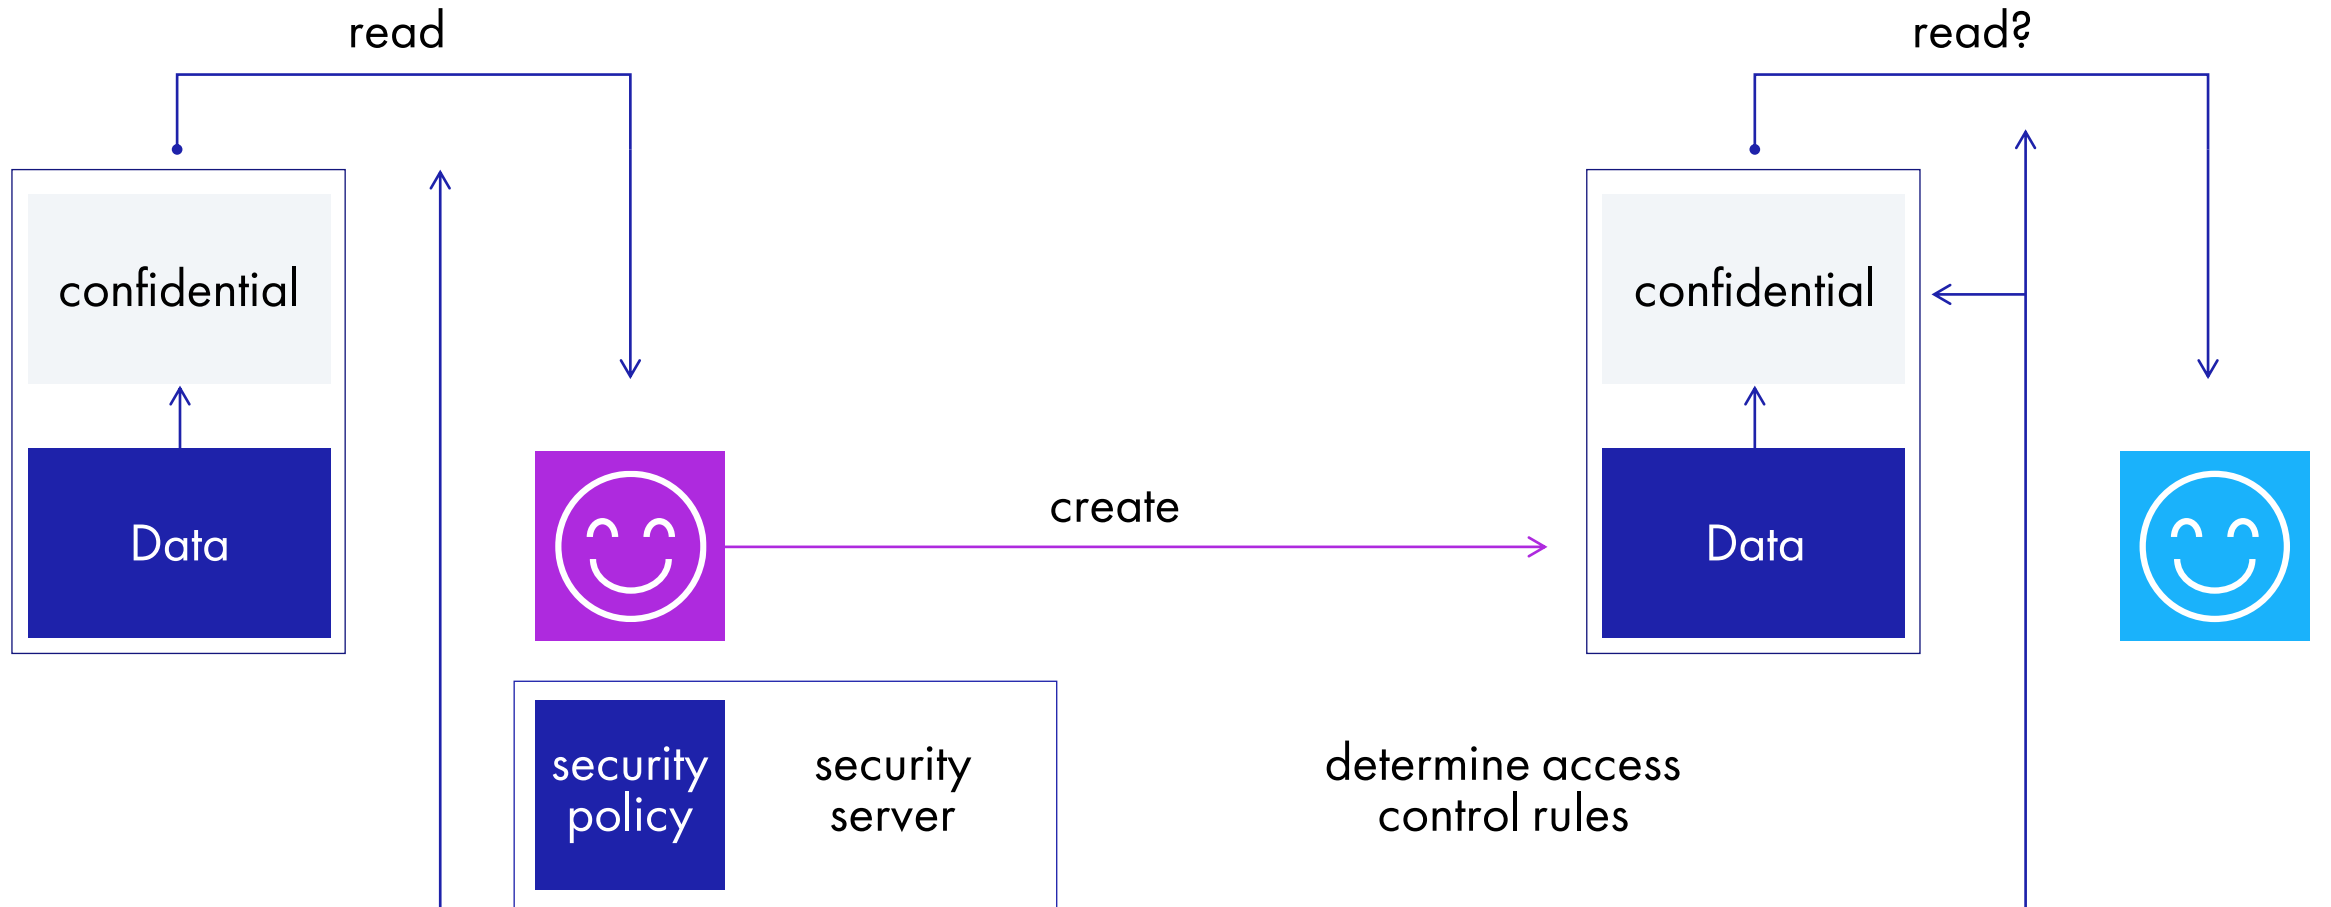 read
read?
confidential
confidential
Data
create
Data
security
policy
security
server
determine access
control rules